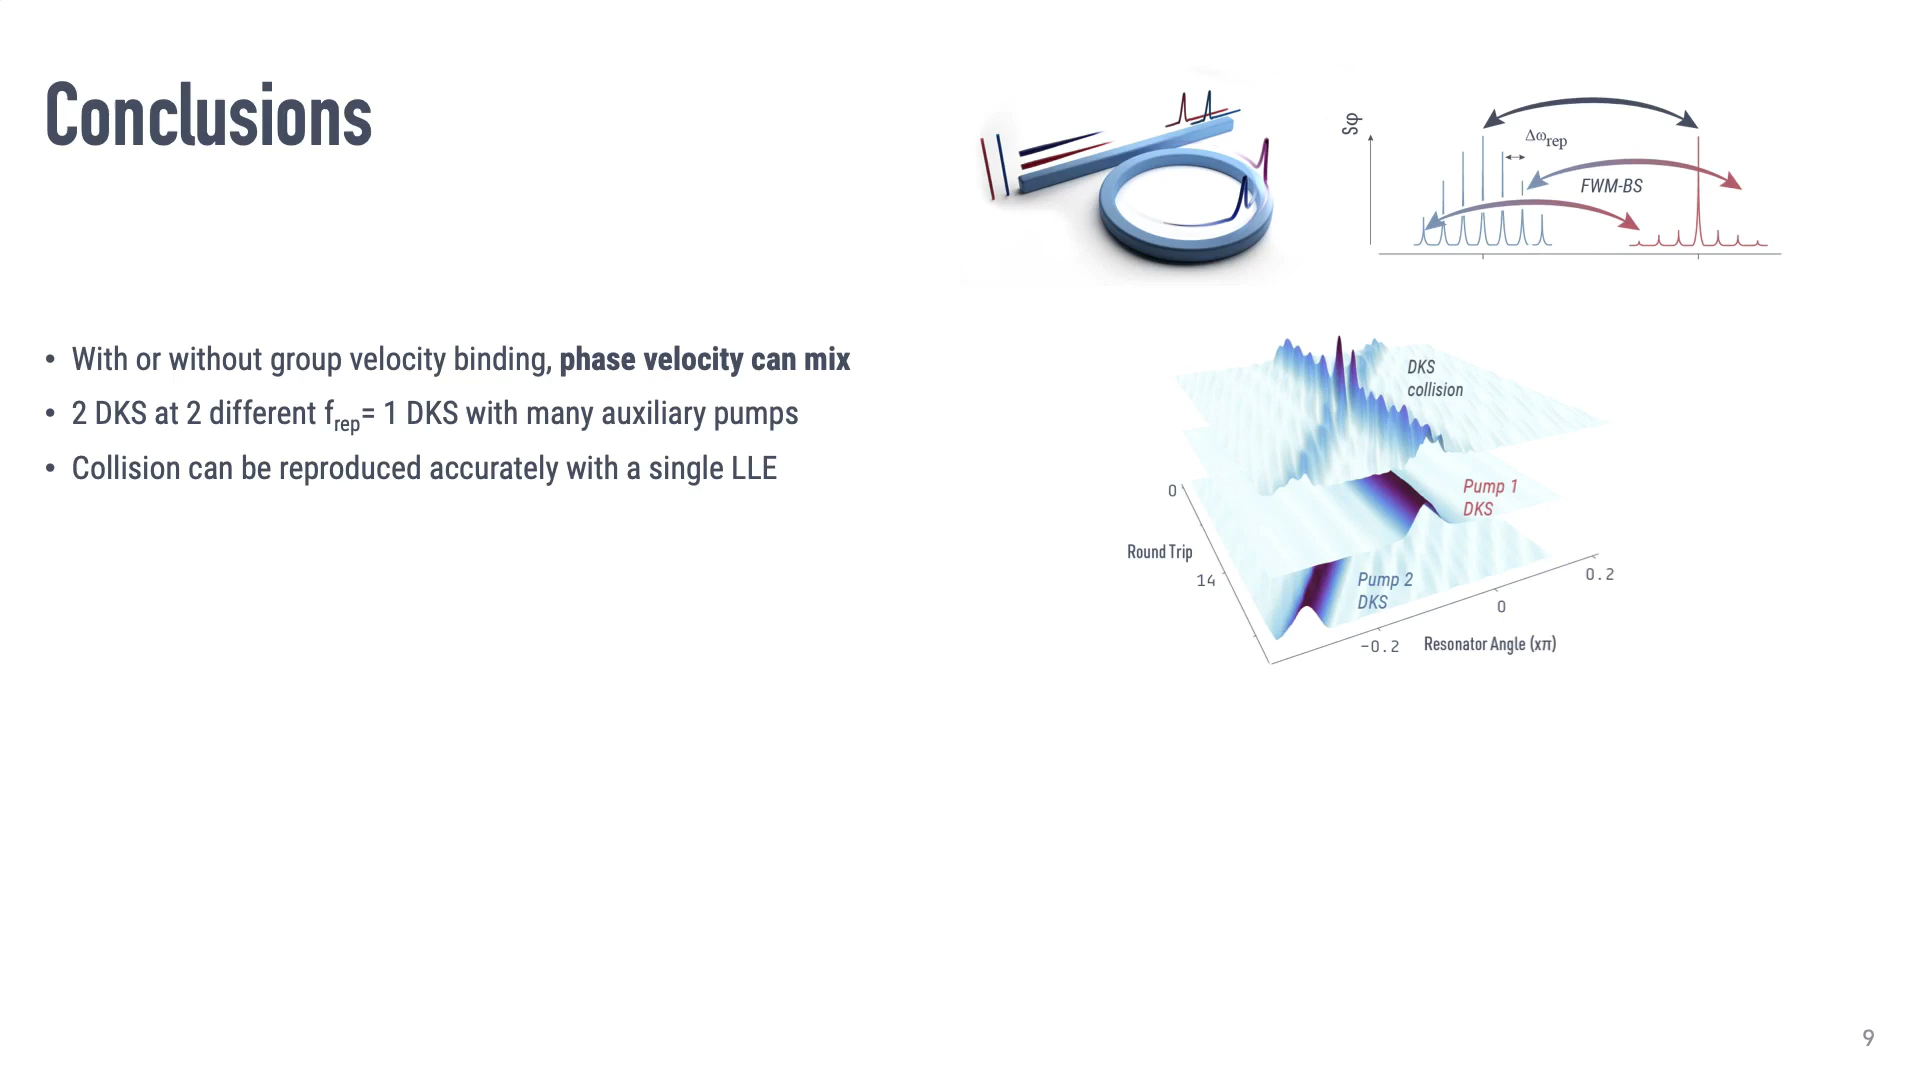 Conclusions
Sφ
Δωrep
FWM-BS
• With or without group velocity binding, phase velocity can mix
• 2 DKS at 2 different frep= 1 DKS with many auxiliary pumps
• Collision can be reproduced accurately with a single LLE
DKS
collision
0
Pump 1
DKS
Round Trip
14
Pump 2
DKS
0.2
0
−0.2
Resonator Angle (xπ)
9